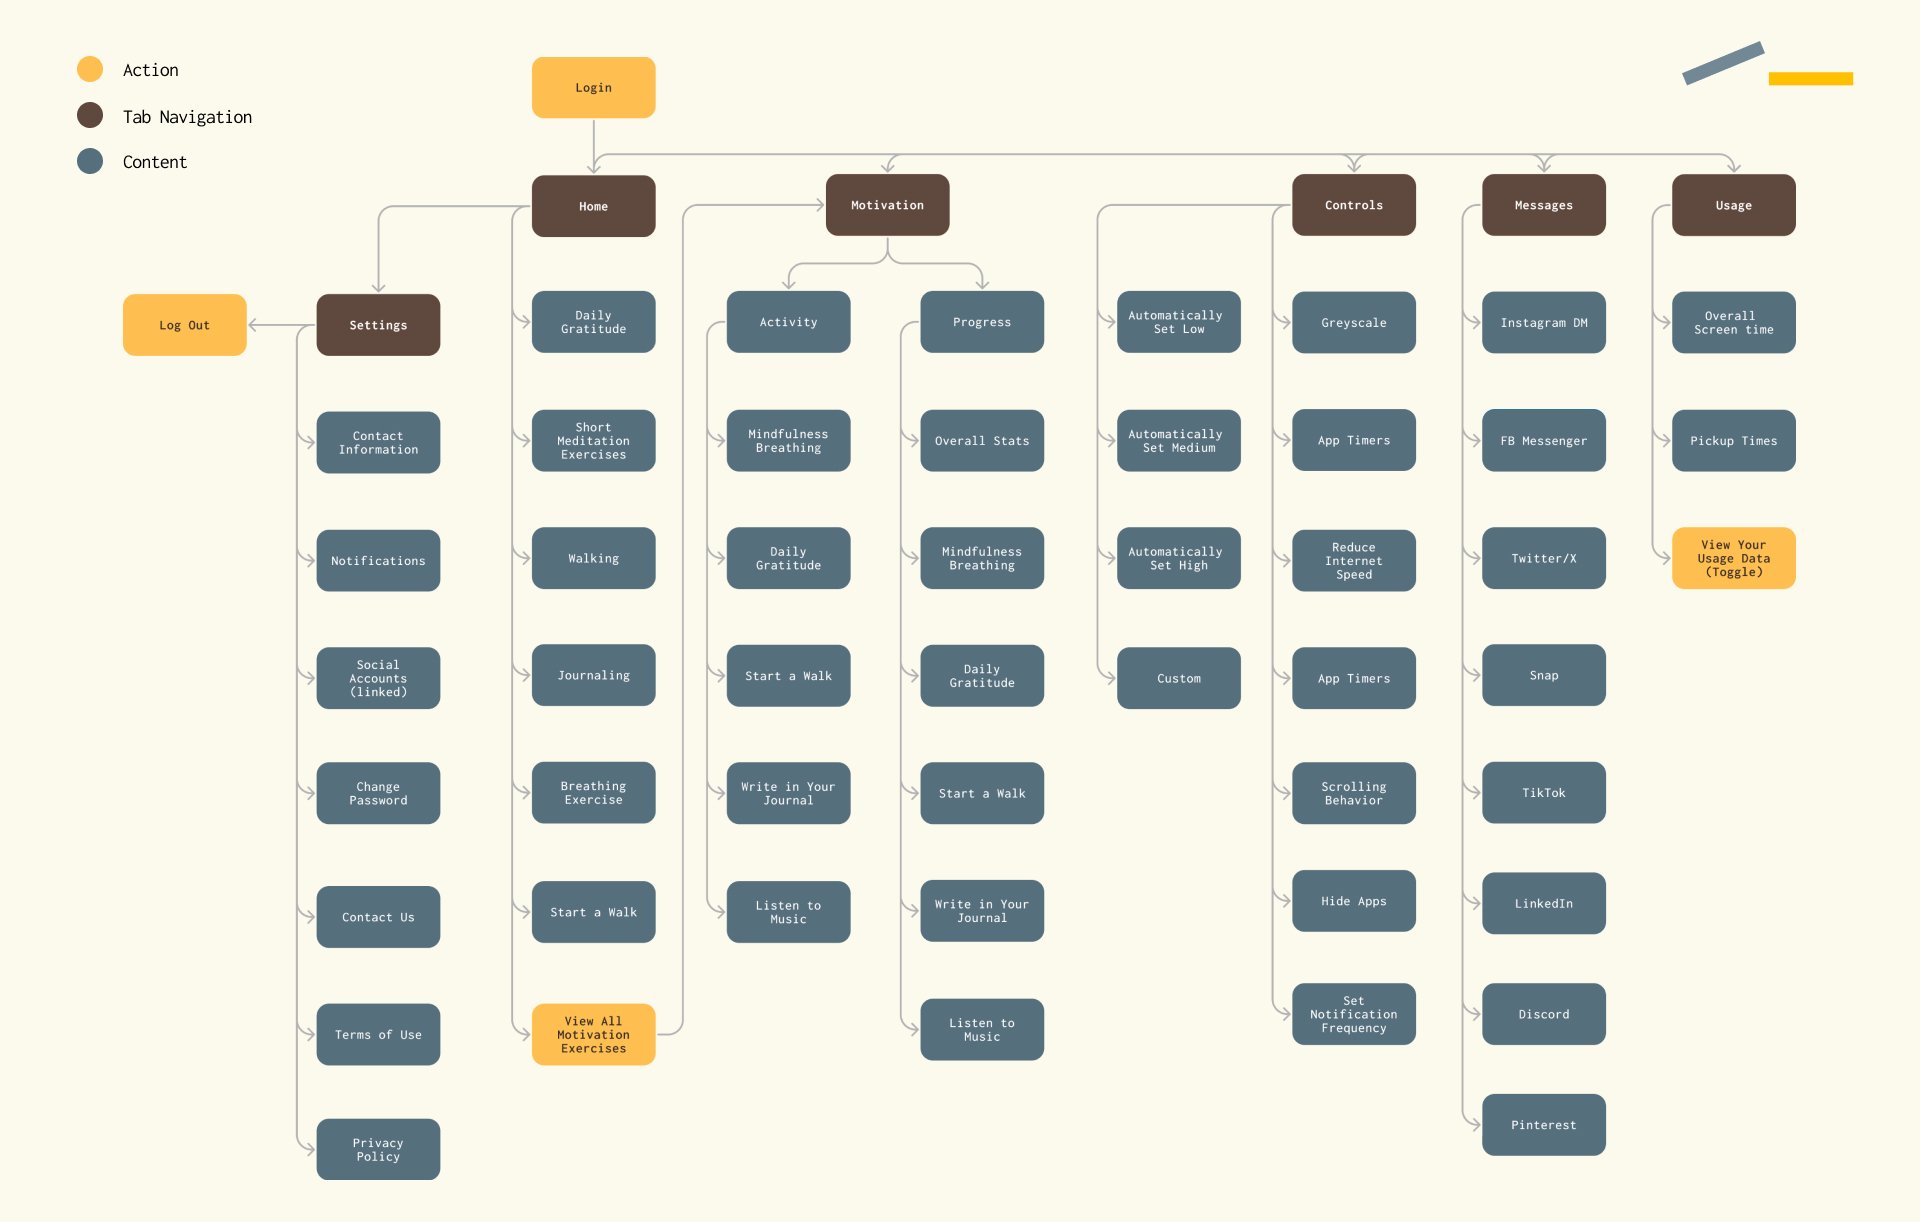 Action
Tab Navigation
Content
Login
Home
Motivation
Controls
Messages
Usage
Log Out
Settings
Contact
Information
Notifications
Social
Accounts
(linked)
Change
Password
Contact Us
Terms of Use
Privacy
Policy
Daily
Gratitude
Short
Meditation
Exercises
Walking
Journaling
Breathing
Exercise
Start a Walk
View All
Motivation
Exercises
Activity
Mindfulness
Breathing
Daily
Gratitude
Start a Walk
Write in Your
Journal
Listen to
Music
Progress
Overall Stats
Mindfulness
Breathing
Daily
Gratitude
Start a Walk
Write in Your
Journal
Listen to
Music
Automatically
Set Low
Automatically
Set Medium
Automatically
Set High
Custom
Greyscale
App Timers
Reduce
Internet
Speed
App Timers
Scrolling
Behavior
Hide Apps
Set
Notification
Frequency
Instagram DM
FB Messenger
Twitter/X
Snap
TikTok
LinkedIn
Discord
Pinterest
Overall
Screen time
Pickup Times
View Your
Usage Data
(Toggle)